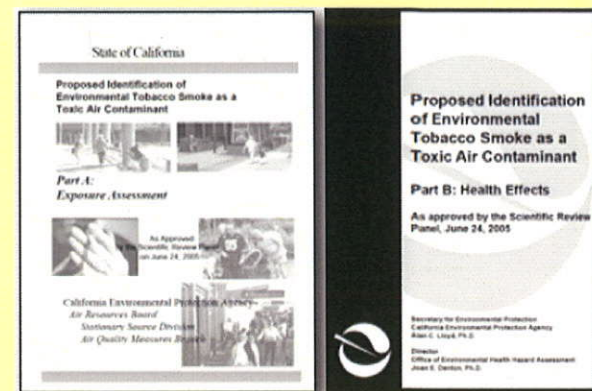 State of California
Proposed Identification of
Environmental Tobacco Smoke as a
Toxic Air Contaminant
Part A:
Exposure Assessment
As Approved
by the Scientific Review Panel
on June 24, 2005
California Environmental Protection Agency
Air Resources Board
Stationary Source Division
Air Quality Measures Branch
Proposed Identification
of Environmental
Tobacco Smoke as a
Toxic Air Contaminant
Part B: Health Effects
As approved by the Scientific Review
Panel, June 24, 2005
Secretary for Environmental Protection
California Environmental Protection Agency
Alan C. Lloyd, Ph.D.
Director
Office of Environmental Health Hazard Assessment
Joan E. Denton, Ph.D.